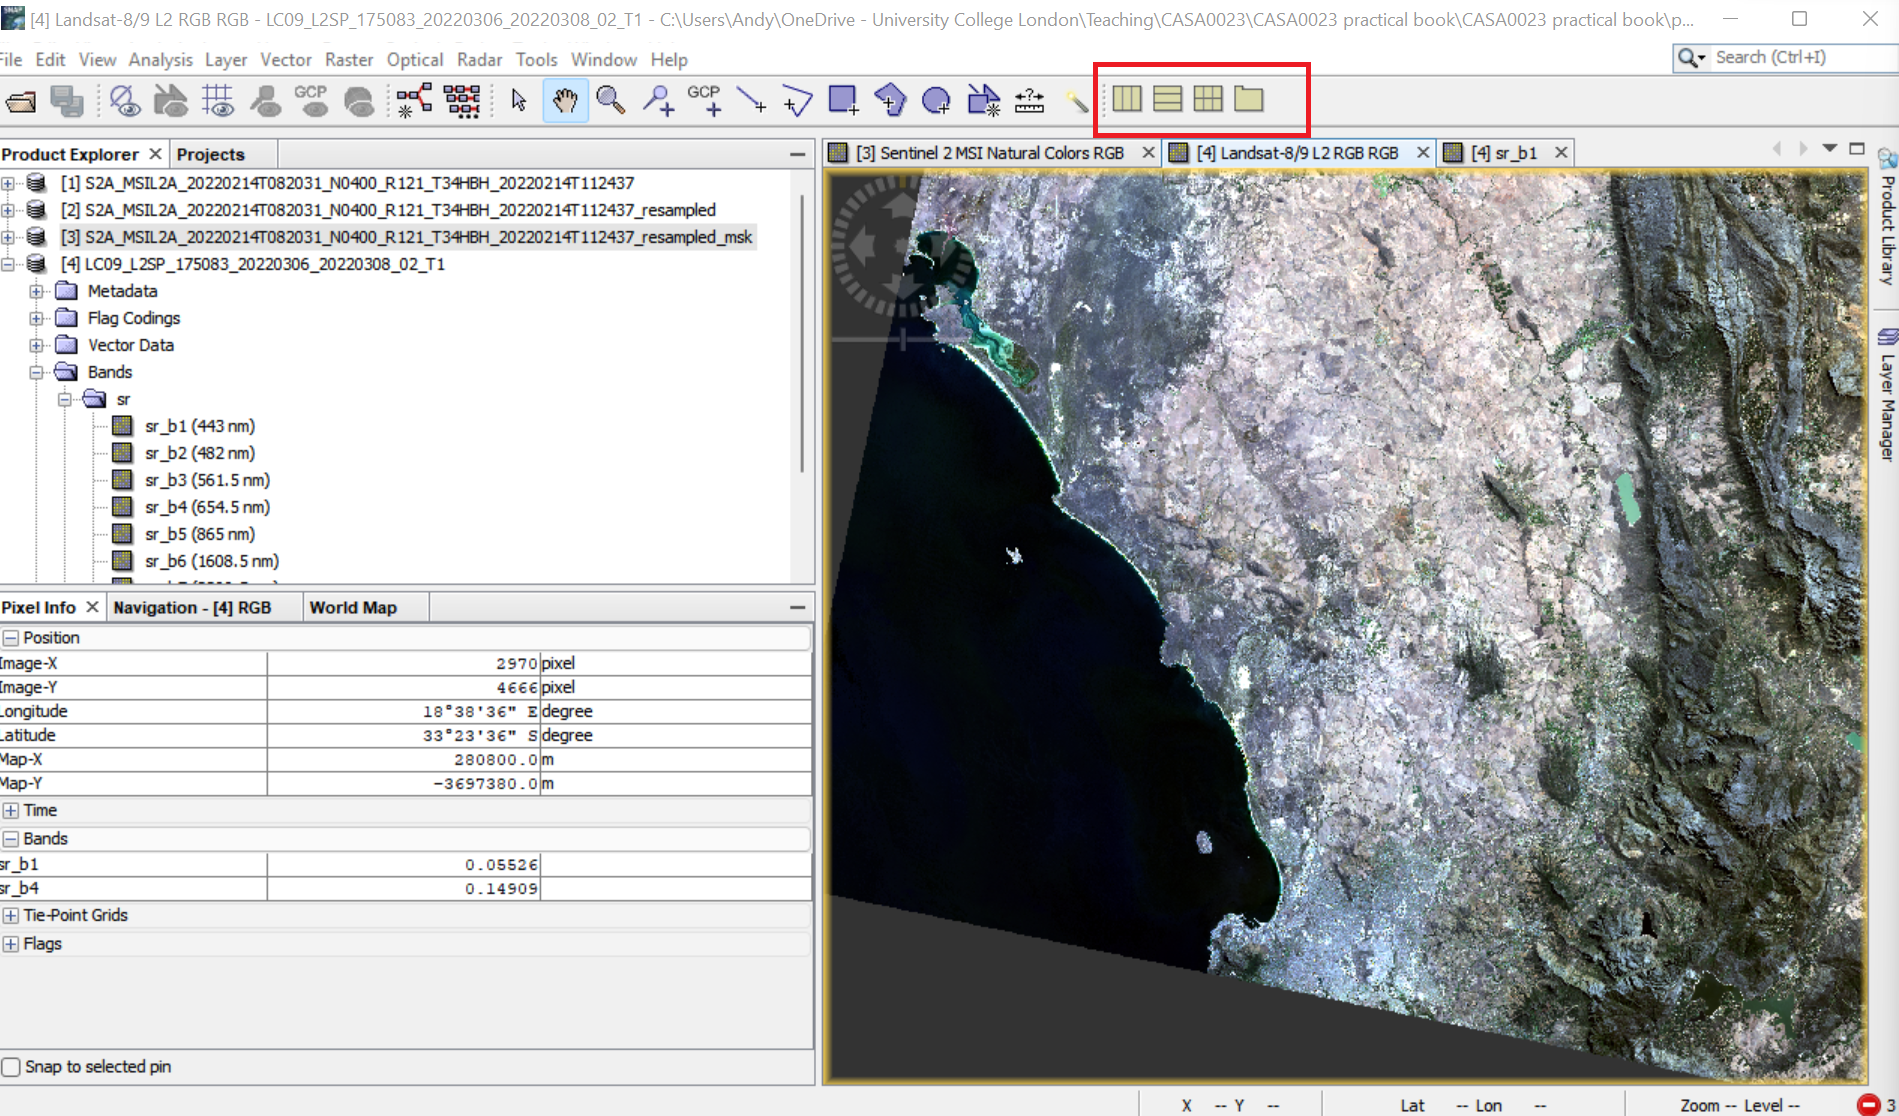 [4] Landsat-8/9 L2 RGB RGB - LC09_L2SP_175083_20220306_20220308_02_T1 - C:\Users\Andy\OneDrive - University College London\Teaching\CASA0023\CASA0023 practical book\CASA0023 practical book\p...
File Edit View Analysis Layer Vector Raster Optical Radar Tools Window Help
Search (Ctrl+I)
GCP GCP
Product Explorer Projects
[3] Sentinel 2 MSI Natural Colors RGB [4] Landsat-8/9 L2 RGB RGB [4] sr_b1
[1] S2A_MSIL2A_20220214T082031_N0400_R121_T34HBH_20220214T112437
[2] S2A_MSIL2A_20220214T082031_N0400_R121_T34HBH_20220214T112437_resampled
[3] S2A_MSIL2A_20220214T082031_N0400_R121_T34HBH_20220214T112437_resampled_msk
[4] LC09_L2SP_175083_20220306_20220308_02_T1
Metadata
Flag Codings
Vector Data
Bands
sr
sr_b1 (443 nm)
sr_b2 (482 nm)
sr_b3 (561.5 nm)
sr_b4 (654.5 nm)
sr_b5 (865 nm)
sr_b6 (1608.5 nm)
Product Library
Layer Manager
Pixel Info Navigation - [4] RGB World Map
Position
Image-X 2970 pixel
Image-Y 4666 pixel
Longitude 18°38'36" E degree
Latitude 33°23'36" S degree
Map-X 280800.0 m
Map-Y -3697380.0 m
Time
Bands
sr_b1 0.05526
sr_b4 0.14909
Tie-Point Grids
Flags
Snap to selected pin
X -- Y -- Lat -- Lon -- Zoom -- Level -- 3